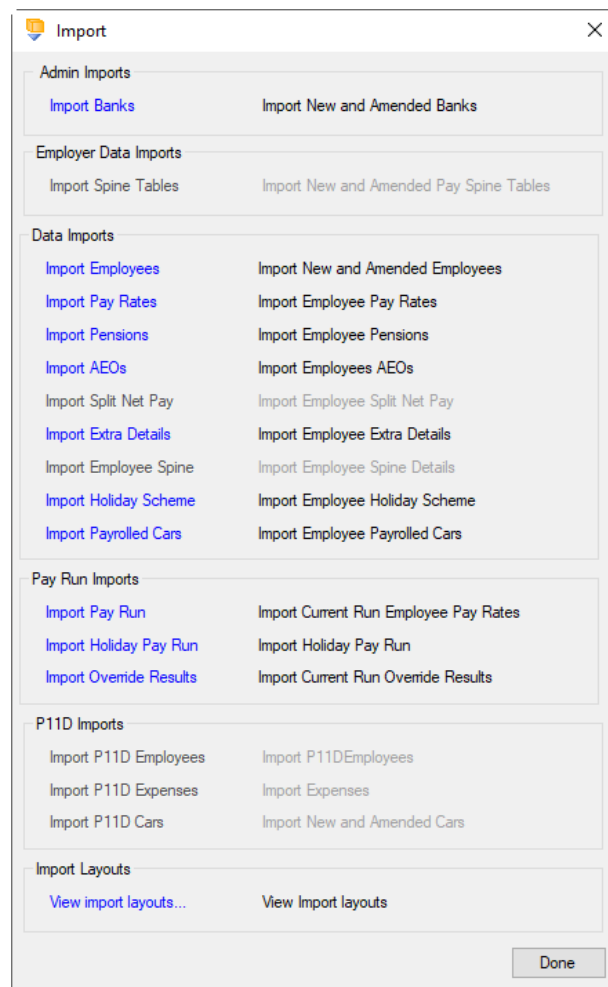 Import
Admin Imports
Import Banks Import New and Amended Banks
Employer Data Imports
Import Spine Tables Import New and Amended Pay Spine Tables
Data Imports
Import Employees Import New and Amended Employees
Import Pay Rates Import Employee Pay Rates
Import Pensions Import Employee Pensions
Import AEOs Import Employees AEOs
Import Split Net Pay Import Employee Split Net Pay
Import Extra Details Import Employee Extra Details
Import Employee Spine Import Employee Spine Details
Import Holiday Scheme Import Employee Holiday Scheme
Import Payrolled Cars Import Employee Payrolled Cars
Pay Run Imports
Import Pay Run Import Current Run Employee Pay Rates
Import Holiday Pay Run Import Holiday Pay Run
Import Override Results Import Current Run Override Results
P11D Imports
Import P11D Employees Import P11DEmployees
Import P11D Expenses Import Expenses
Import P11D Cars Import New and Amended Cars
Import Layouts
View import layouts... View Import layouts
Done